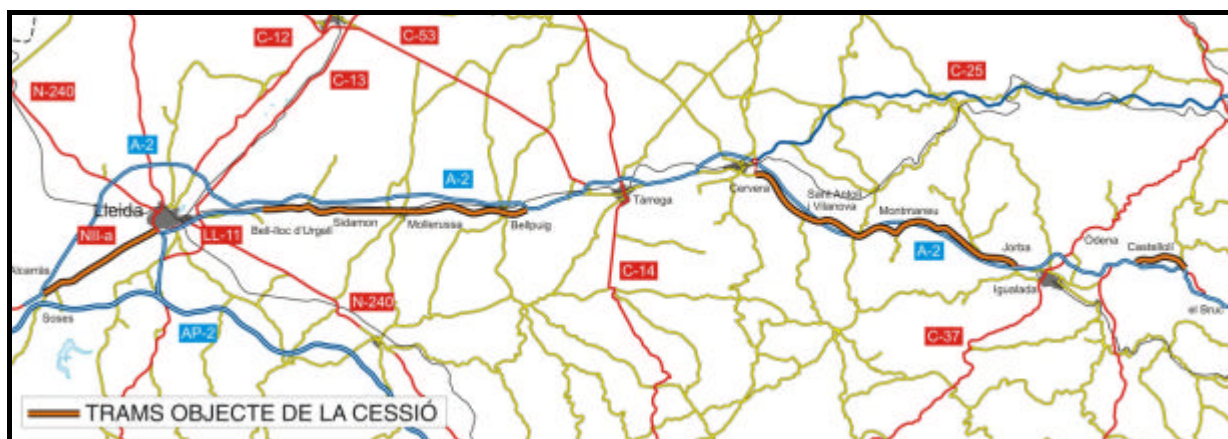 C-12
C-53
C-13
C-25
N-240
A-2
Lleida
NII-a
LL-11
Alcarràs
Soses
AP-2
Bell-lloc d'Urgell
Sidamon
Mollerussa
A-2
Bellpuig
Tàrrega
C-14
N-240
Cervera
Sant Antolí
i Vilanova
Montmaneu
A-2
Jorba
Òdena
Castellolí
Igualada
el Bruc
C-37
TRAMS OBJECTE DE LA CESSIÓ